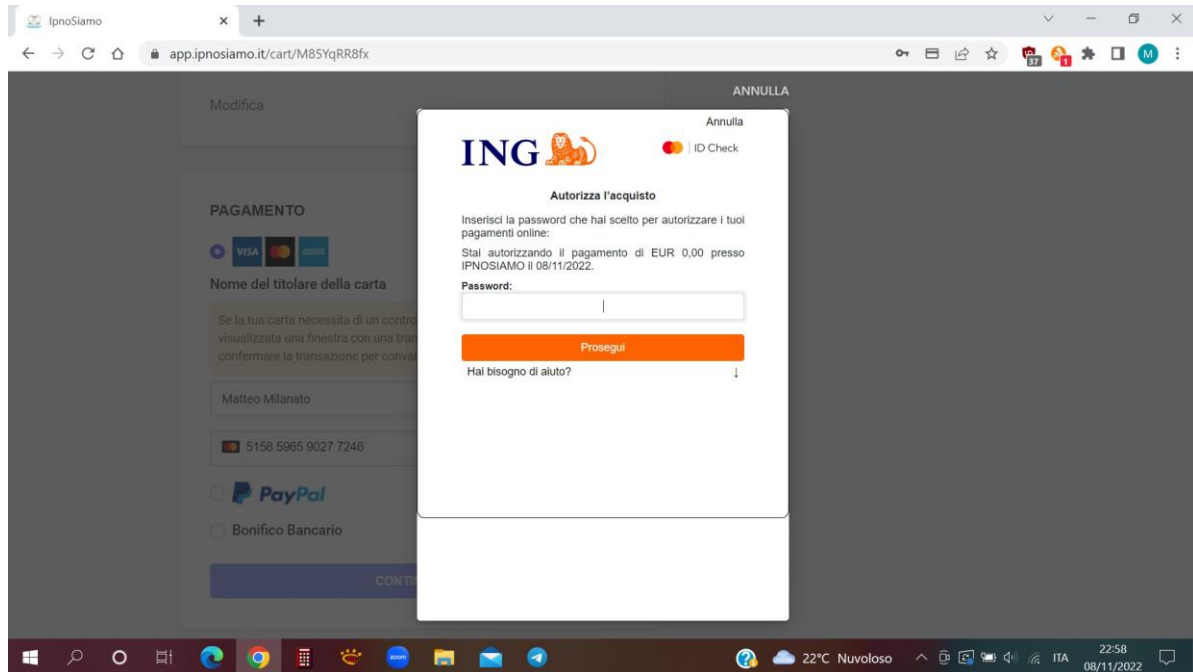 IpnoSiamo
app.ipnosiamo.it/cart/M85YqRR8fx
37
1
M
ANNULLA
Modifica
Annulla
ING
ID Check
Autorizza l'acquisto
Inserisci la password che hai scelto per autorizzare i tuoi
pagamenti online:
Stai autorizzando il pagamento di EUR 0,00 presso
IPNOSIAMO il 08/11/2022.
Password:
Prosegui
Hai bisogno di aiuto?
PAGAMENTO
VISA
Nome del titolare della carta
Se la tua carta necessita di un contro
visualizzata una finestra con una tran
confermare la transazione per conval
Matteo Milanato
5158 5965 9027 7246
PayPal
Bonifico Bancario
CONTI
zoom
22°C Nuvoloso
ITA
22:58
08/11/2022